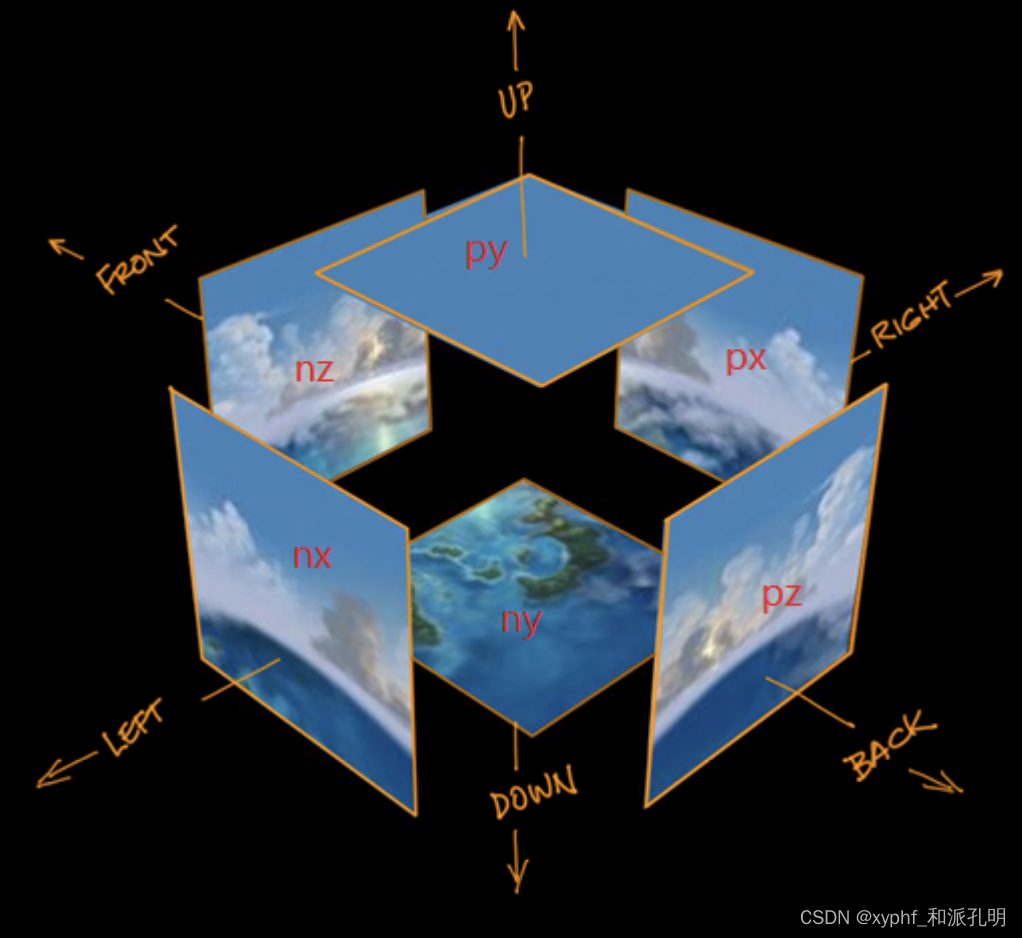 UP
FRONT
py
RIGHT
nz
px
nx
pz
ny
LEFT
BACK
DOWN
CSDN @xyphf_和派孔明